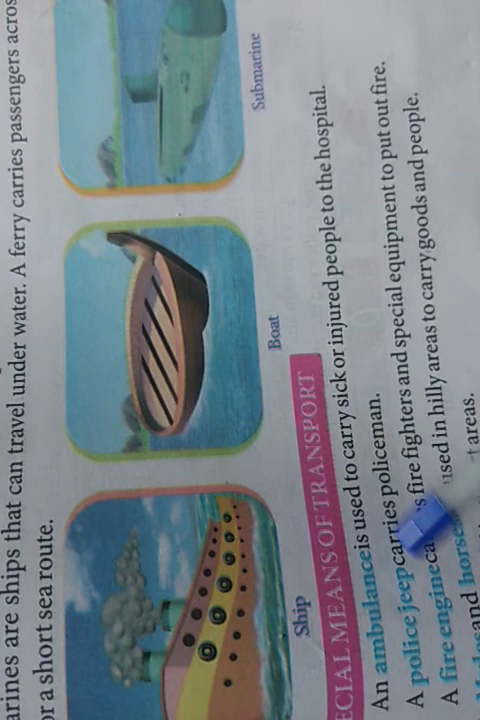 arines are ships that can travel under water. A ferry carries passengers acros
or a short sea route.
Ship Boat Submarine
ECIAL MEANS OF TRANSPORT
An ambulance is used to carry sick or injured people to the hospital.
A police jeep carries policeman.
A fire engine ca s fire fighters and special equipment to put out fire.
and horses used in hilly areas to carry goods and people.
t areas.